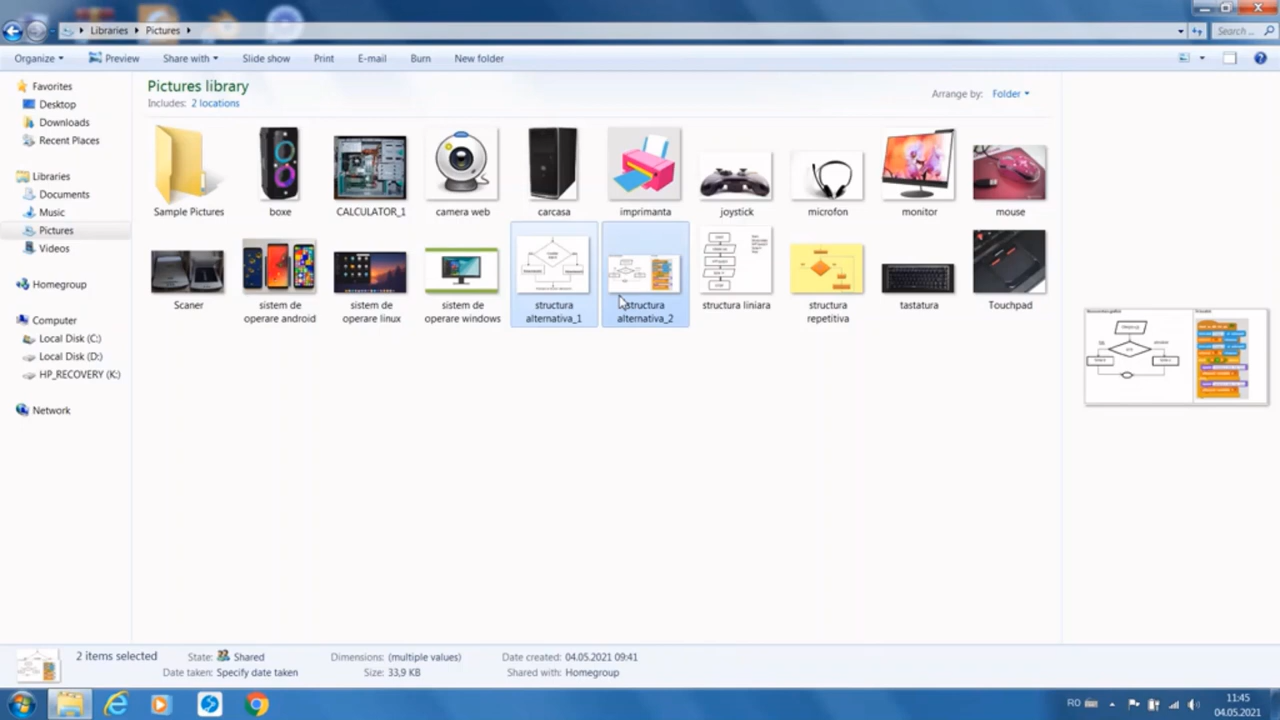 Libraries Pictures
Search ...
Organize Preview Share with Slide show Print E-mail Burn New folder
Favorites
Desktop
Downloads
Recent Places
Libraries
Documents
Music
Pictures
Videos
Homegroup
Computer
Local Disk (C:)
Local Disk (D:)
HP_RECOVERY (K:)
Network
Pictures library
Includes: 2 locations
Arrange by: Folder
Sample Pictures
boxe
CALCULATOR_1
camera web
carcasa
imprimanta
joystick
microfon
monitor
mouse
Scaner
sistem de
operare android
sistem de
operare linux
sistem de
operare windows
structura
alternativa_1
structura
alternativa_2
structura liniara
structura
repetitiva
tastatura
Touchpad
2 items selected
State: Shared
Date taken: Specify date taken
Dimensions: (multiple values)
Size: 33,9 KB
Date created: 04.05.2021 09:41
Shared with: Homegroup
RO
11:45
04.05.2021